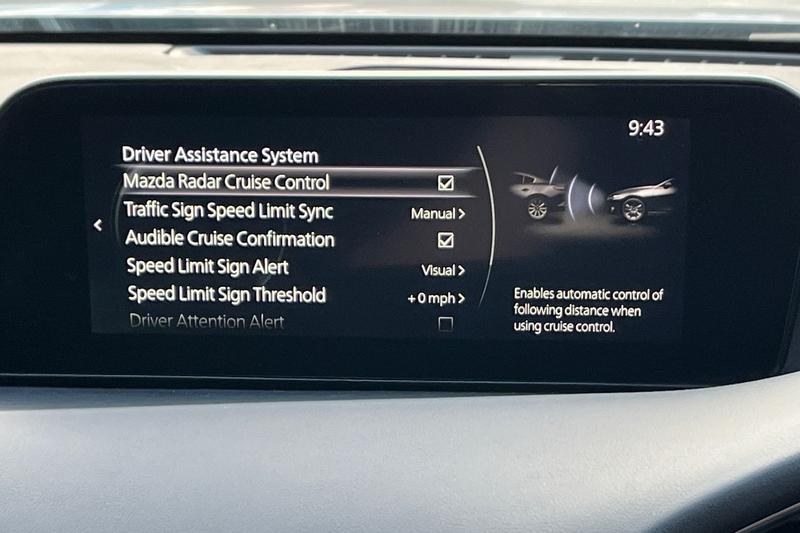 9:43
Driver Assistance System
Mazda Radar Cruise Control
Traffic Sign Speed Limit Sync Manual
Audible Cruise Confirmation
Speed Limit Sign Alert Visual
Speed Limit Sign Threshold +0 mph
Driver Attention Alert
Enables automatic control of
following distance when
using cruise control.